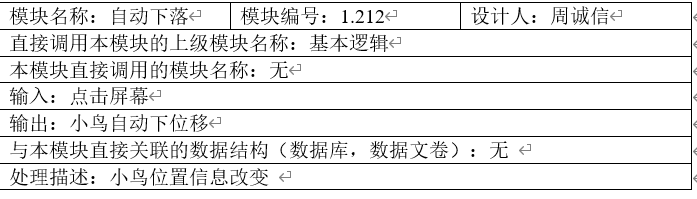 模块名称：自动下落 模块编号：1.212 设计人：周诚信
直接调用本模块的上级模块名称：基本逻辑
本模块直接调用的模块名称：无
输入：点击屏幕
输出：小鸟自动下位移
与本模块直接关联的数据结构（数据库，数据文卷）：无
处理描述：小鸟位置信息改变